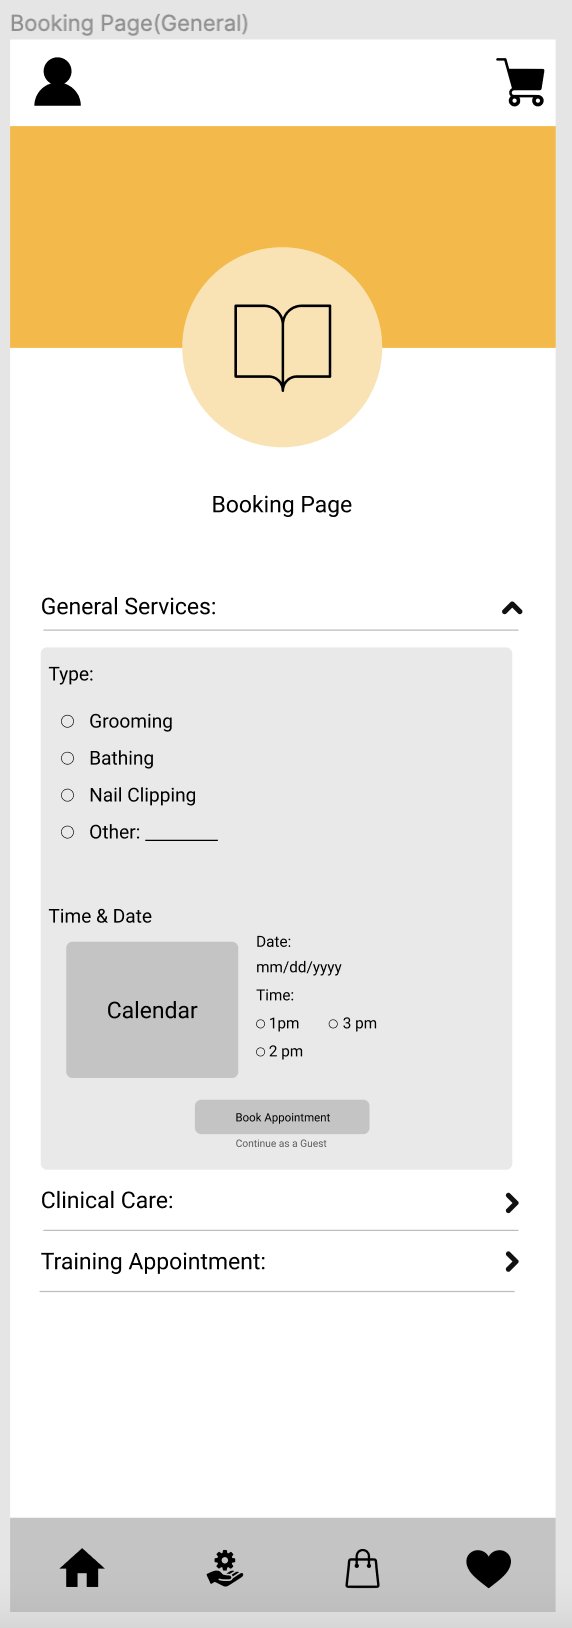 Booking Page(General)
Booking Page
General Services:
Type:
Grooming
Bathing
Nail Clipping
Other: ________
Time & Date
Calendar
Date:
mm/dd/yyyy
Time:
1pm
3 pm
2 pm
Book Appointment
Continue as a Guest
Clinical Care:
Training Appointment: